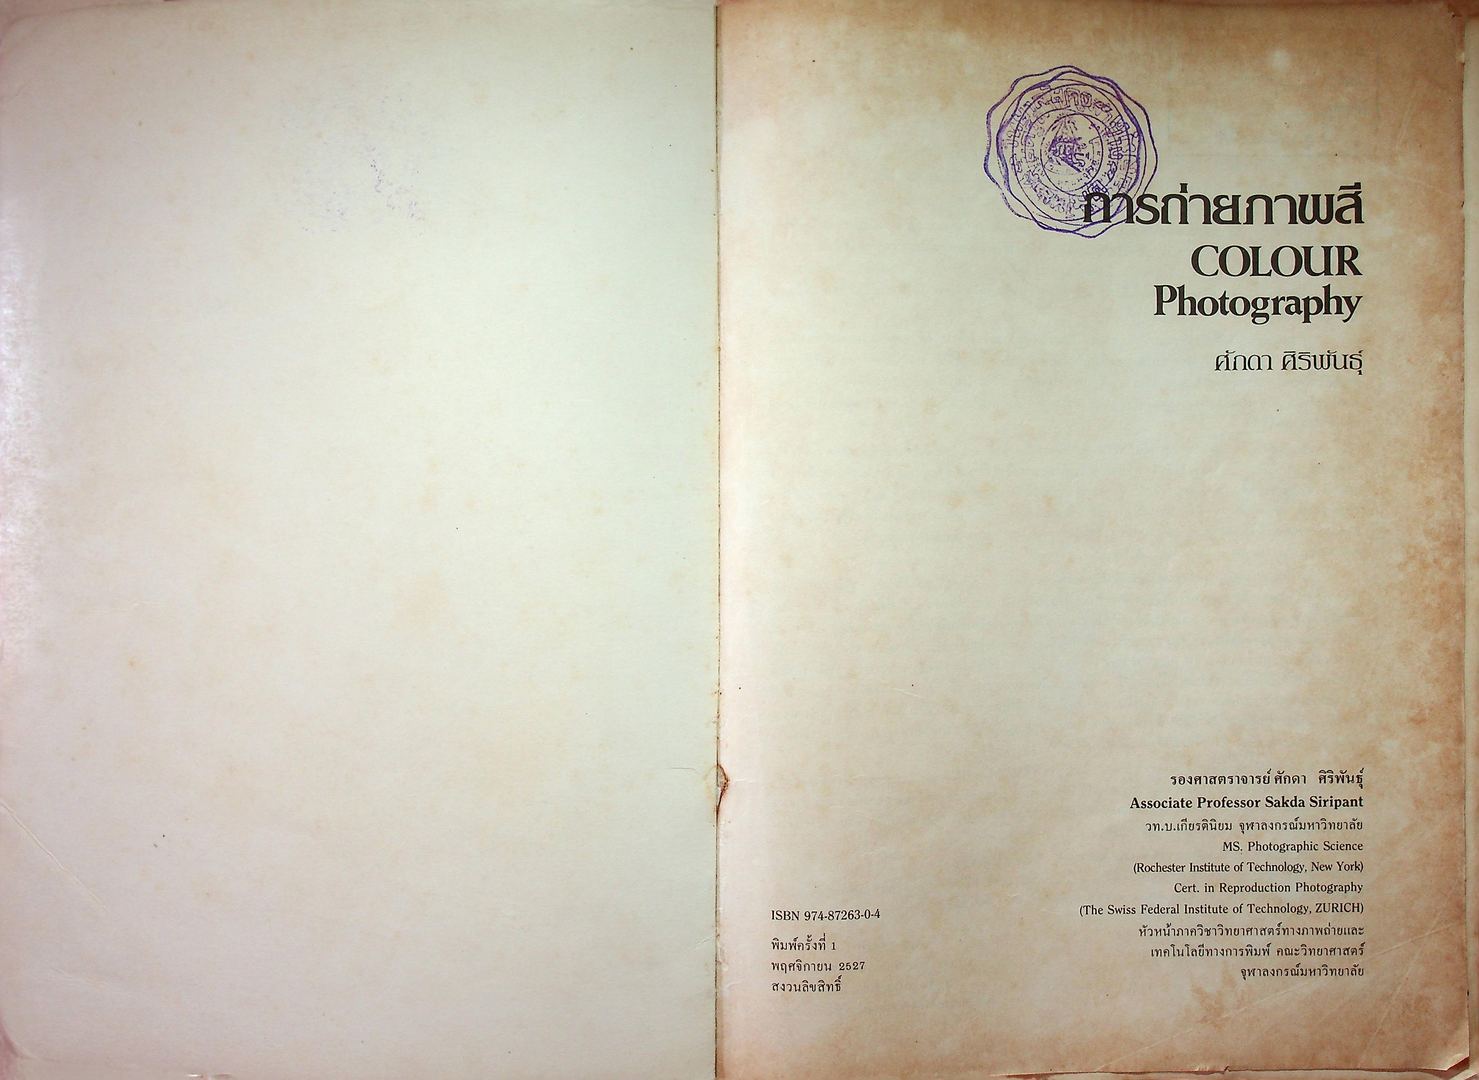 การถ่ายภาพสี
COLOUR
Photography
ศักดา ศิริพันธุ์
รองศาสตราจารย์ ศักดา ศิริพันธุ์
Associate Professor Sakda Siripant
วท.บ.เกียรตินิยม จุฬาลงกรณ์มหาวิทยาลัย
MS. Photographic Science
(Rochester Institute of Technology, New York)
Cert. in Reproduction Photography
(The Swiss Federal Institute of Technology, ZURICH)
หัวหน้าภาควิชาวิทยาศาสตร์ทางภาพถ่ายและ
เทคโนโลยีทางการพิมพ์ คณะวิทยาศาสตร์
จุฬาลงกรณ์มหาวิทยาลัย
ISBN 974-87263-0-4
พิมพ์ครั้งที่ 1
พฤศจิกายน 2527
สงวนลิขสิทธิ์